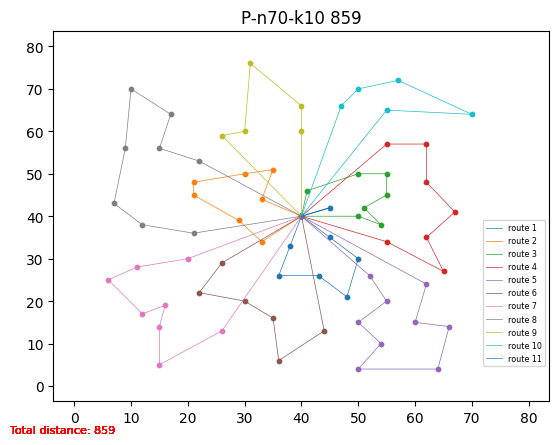 P-n70-k10 859
80
70
60
50
40
30
20
10
0
0 10 20 30 40 50 60 70 80
route 1
route 2
route 3
route 4
route 5
route 6
route 7
route 8
route 9
route 10
route 11
Total distance: 859